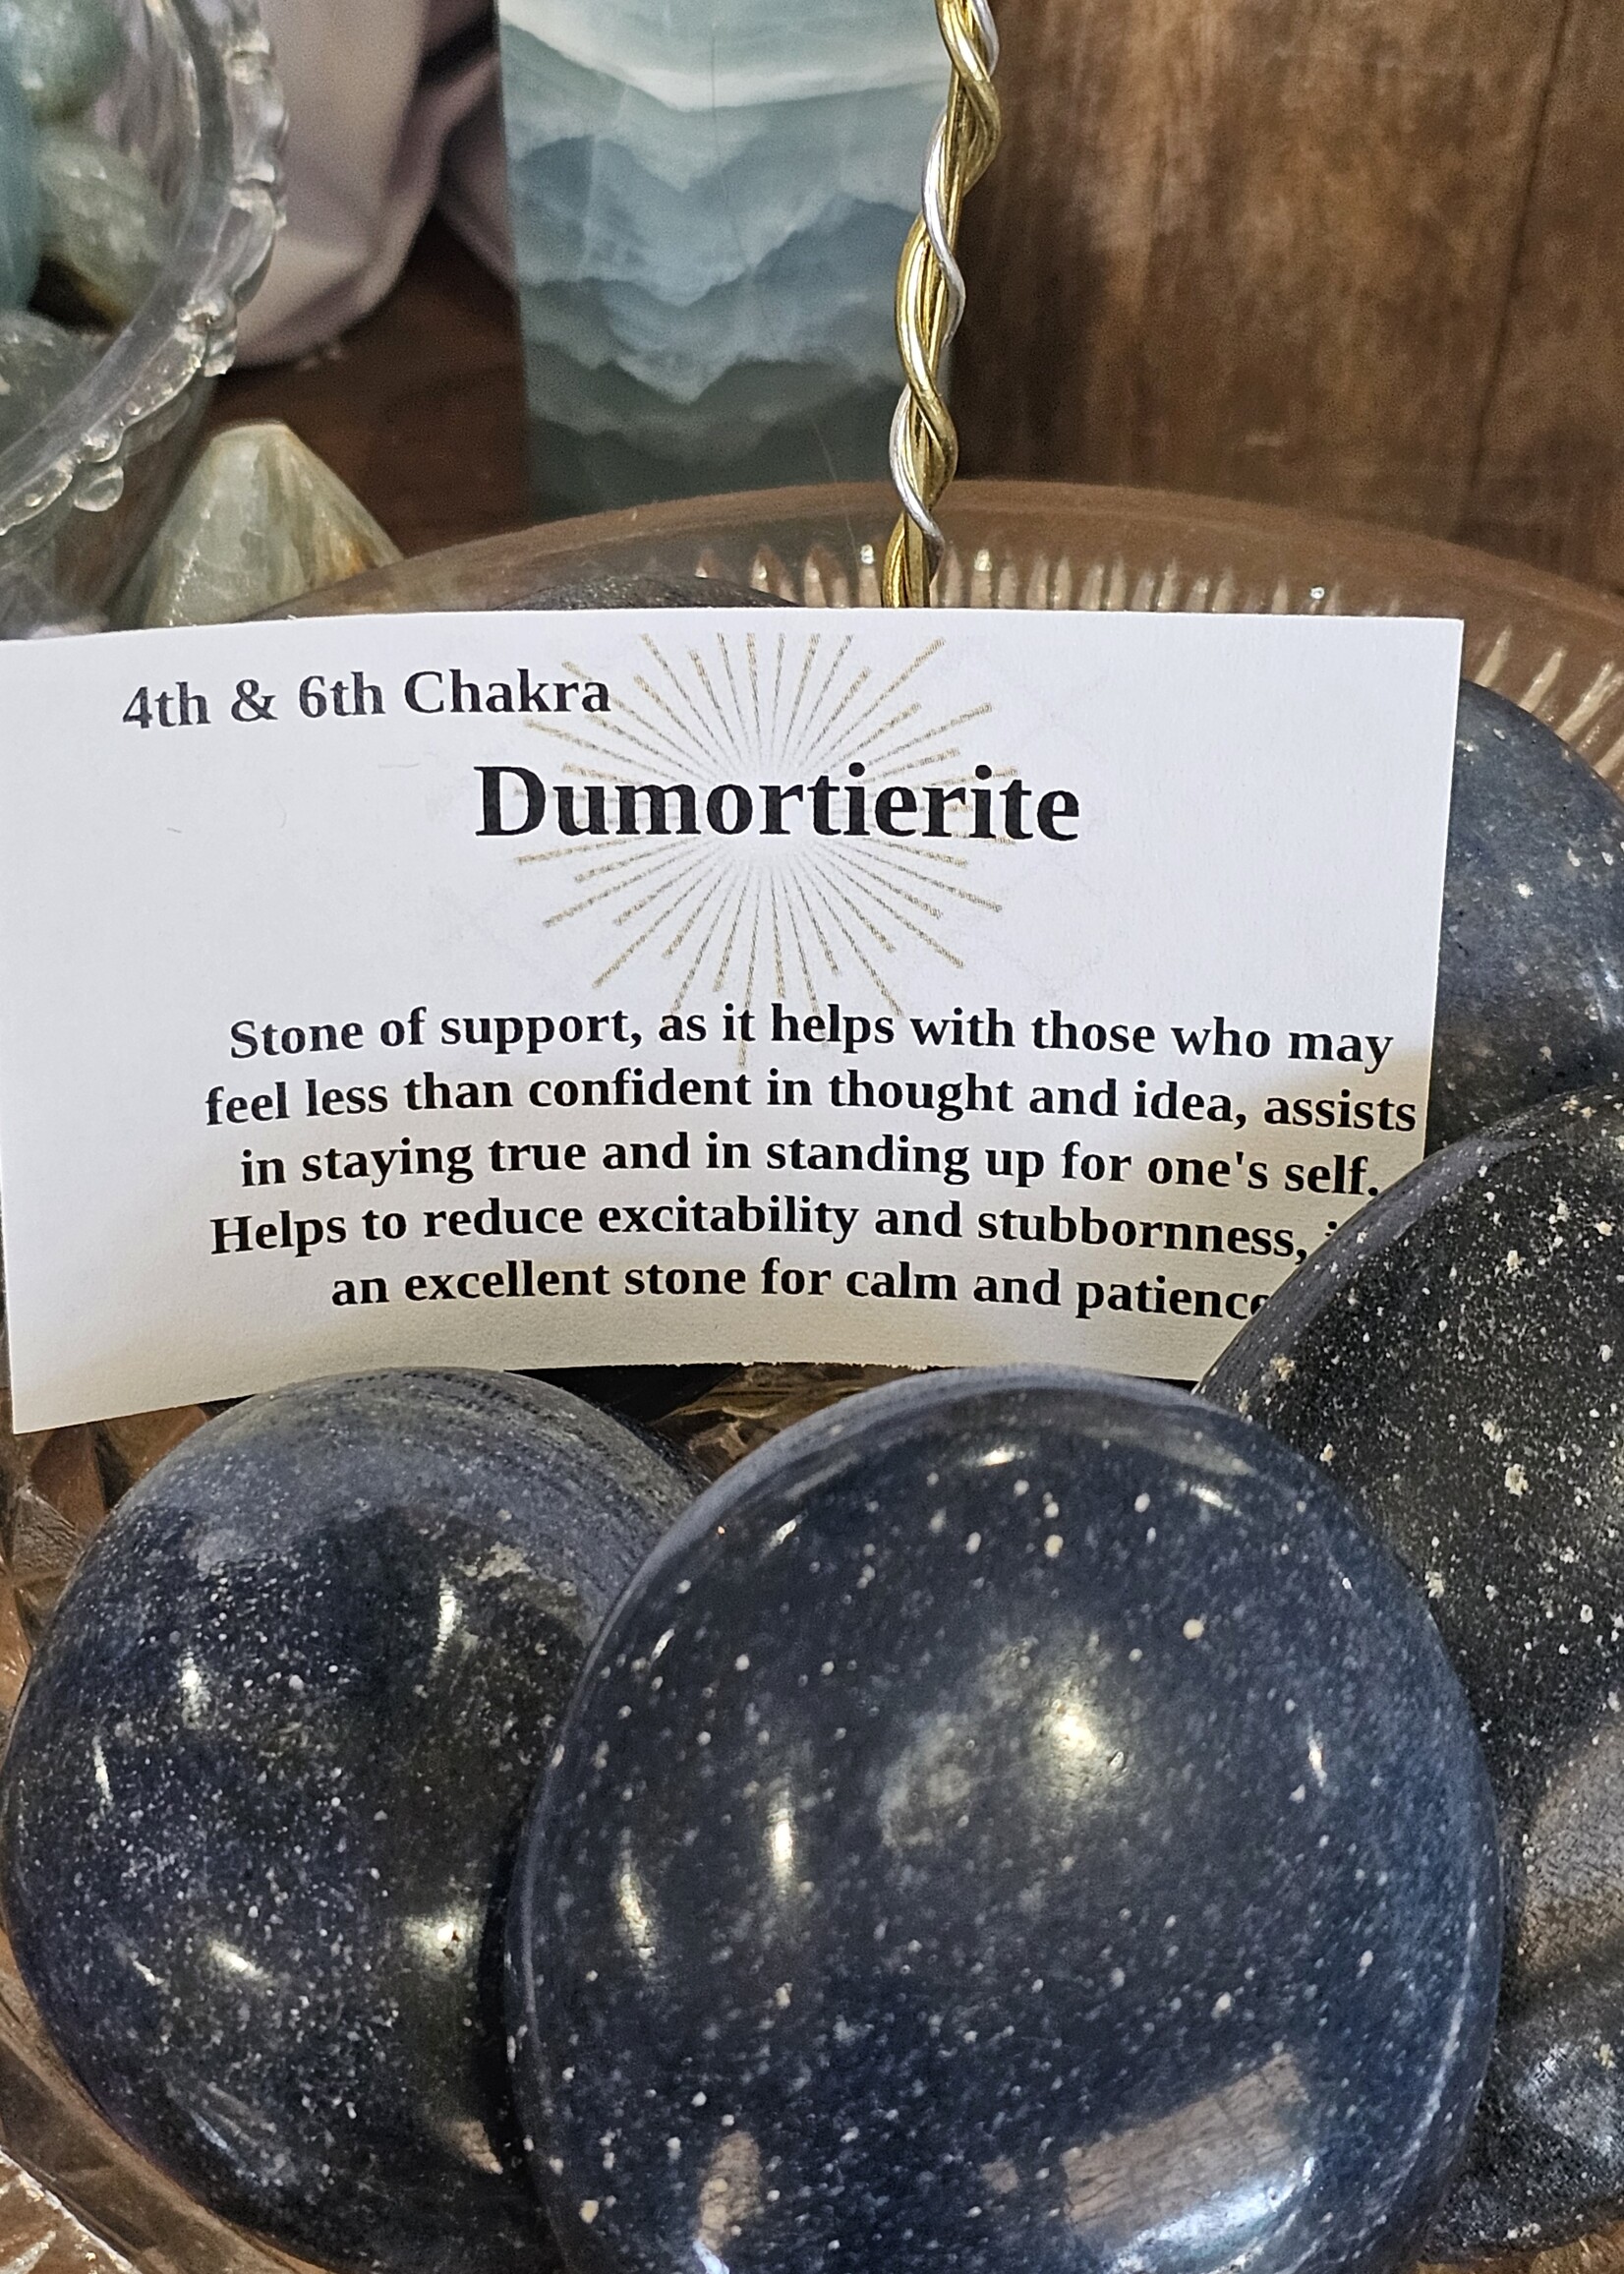 4th & 6th Chakra
Dumortierite
Stone of support, as it helps with those who may
feel less than confident in thought and idea, assists
in staying true and in standing up for one's self.
Helps to reduce excitability and stubbornness,
an excellent stone for calm and patience